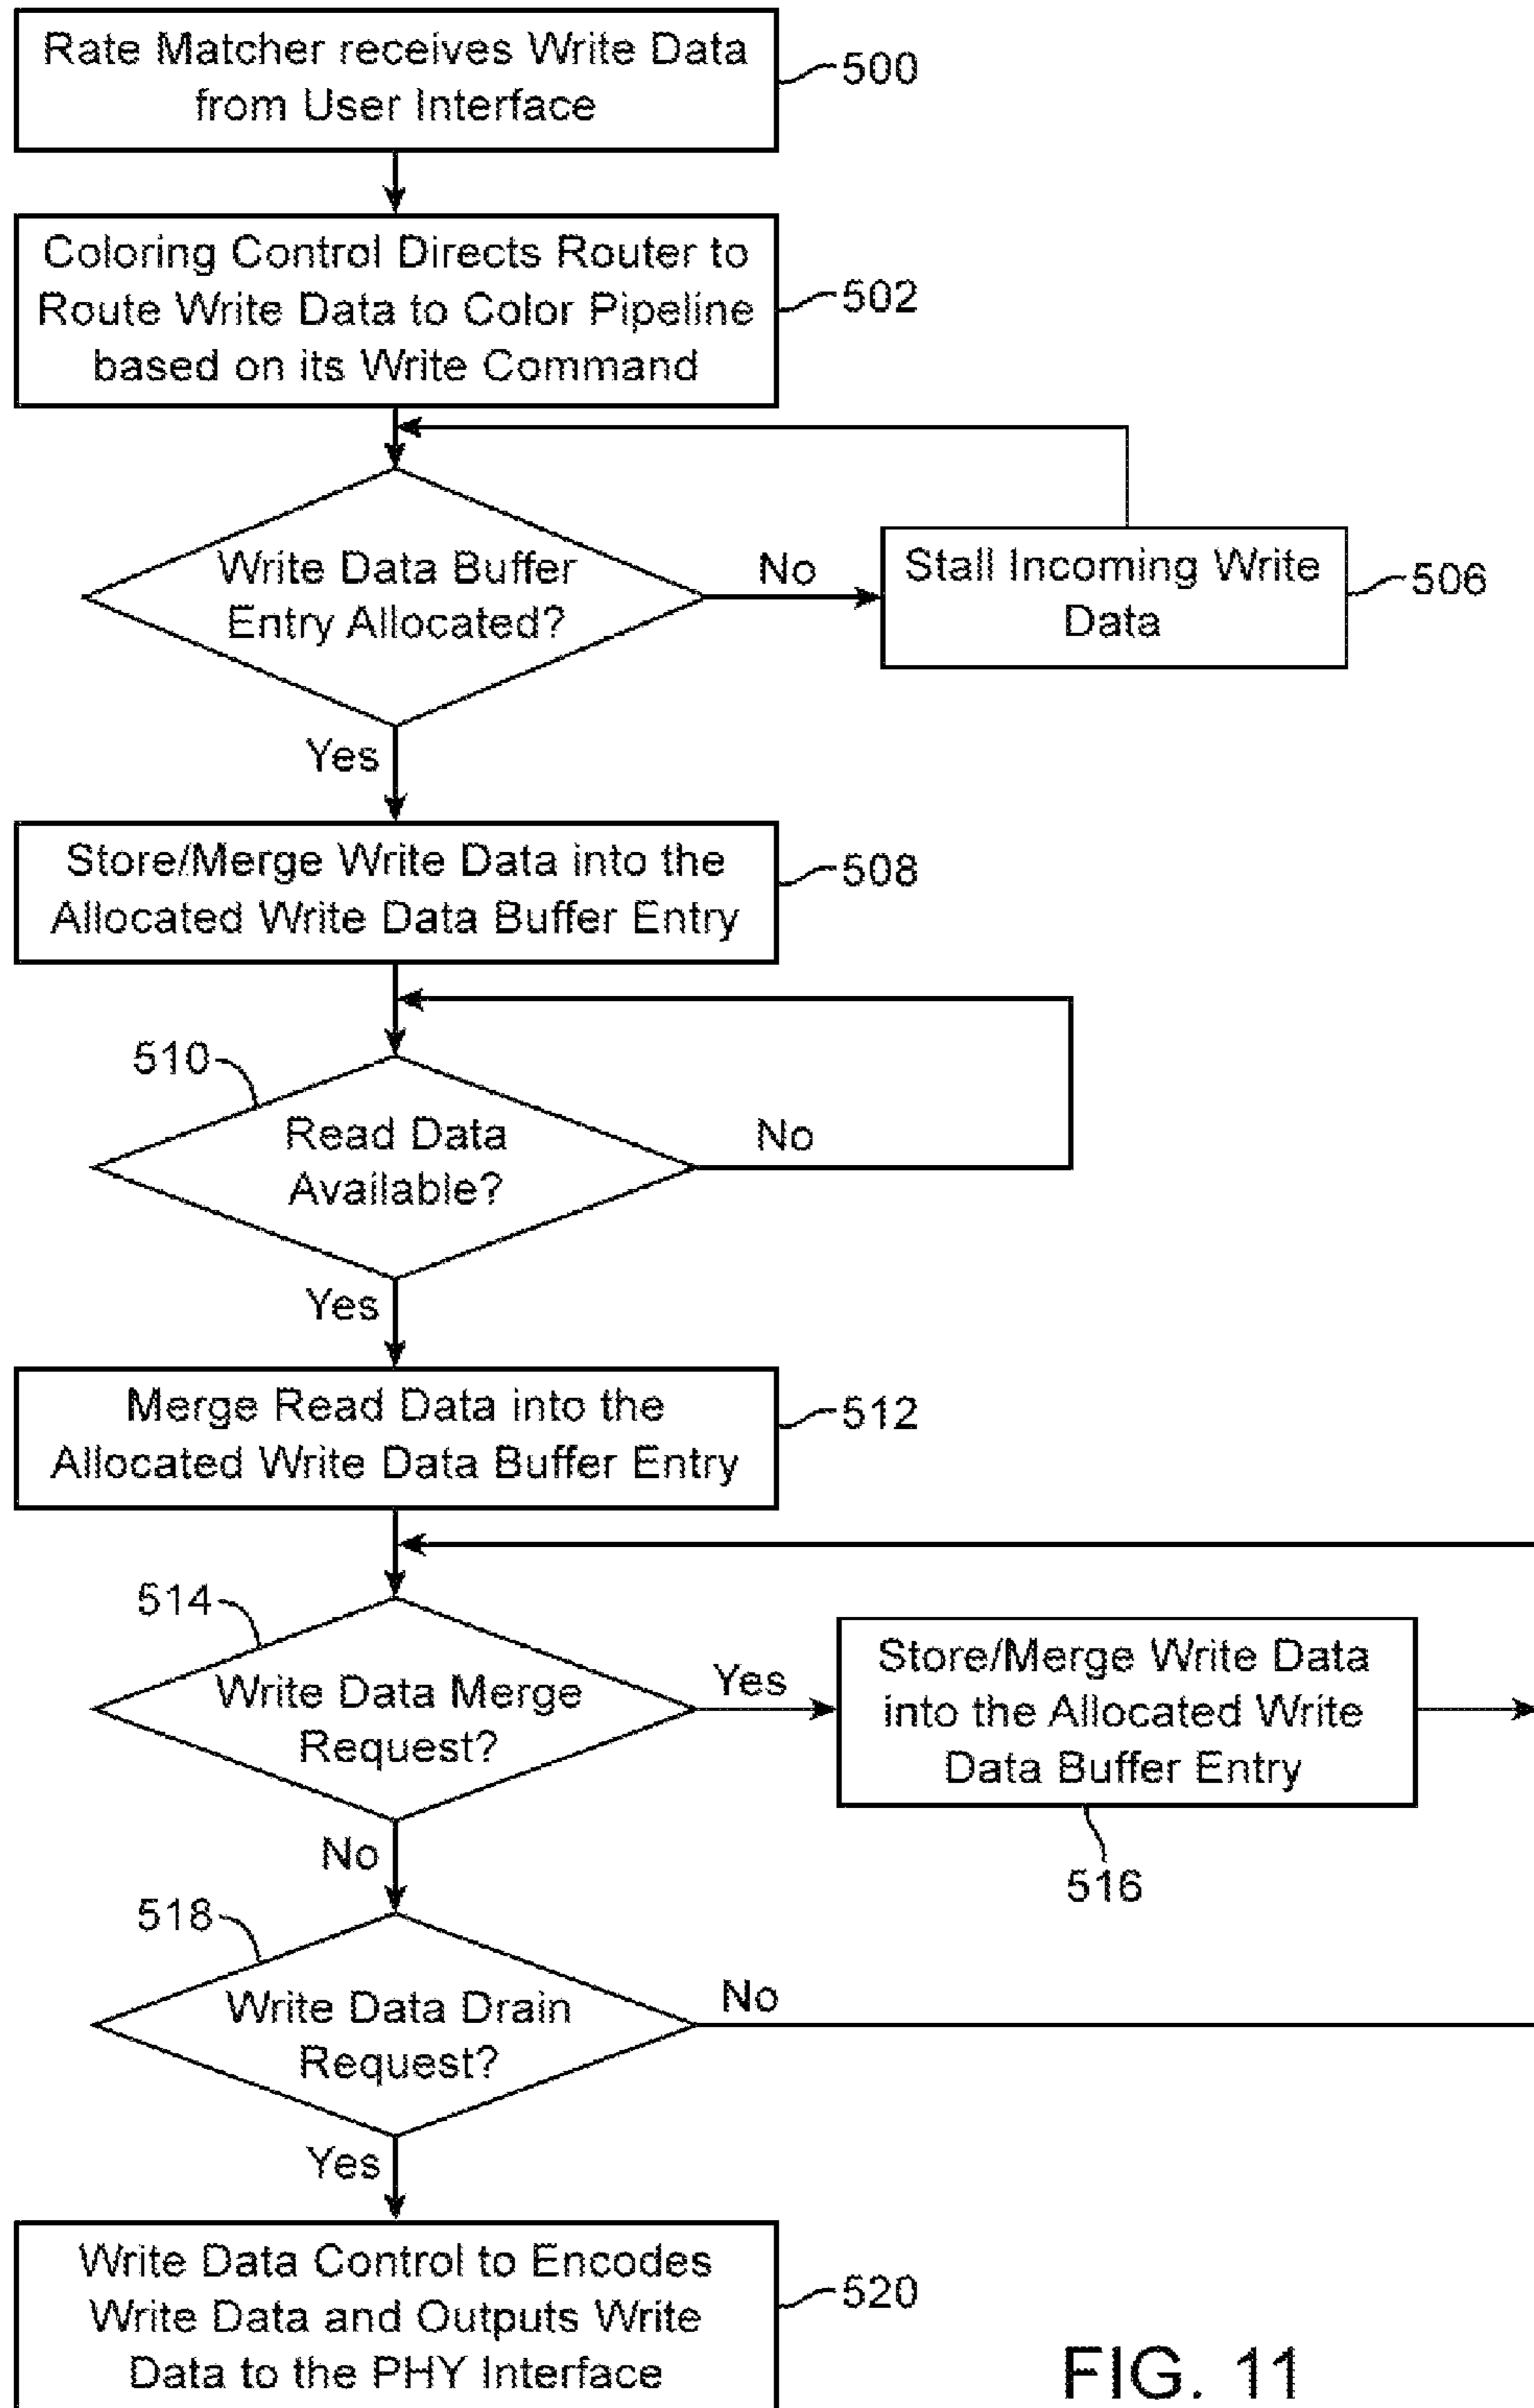 Rate Matcher receives Write Data
from User Interface
500
Coloring Control Directs Router to
Route Write Data to Color Pipeline
based on its Write Command
502
Write Data Buffer
Entry Allocated?
No
Stall Incoming Write
Data
506
Yes
Store/Merge Write Data into the
Allocated Write Data Buffer Entry
508
510
Read Data
Available?
No
Yes
Merge Read Data into the
Allocated Write Data Buffer Entry
512
514
Write Data Merge
Request?
Yes
Store/Merge Write Data
into the Allocated Write
Data Buffer Entry
516
No
518
Write Data Drain
Request?
No
Yes
Write Data Control to Encodes
Write Data and Outputs Write
Data to the PHY Interface
520
FIG. 11